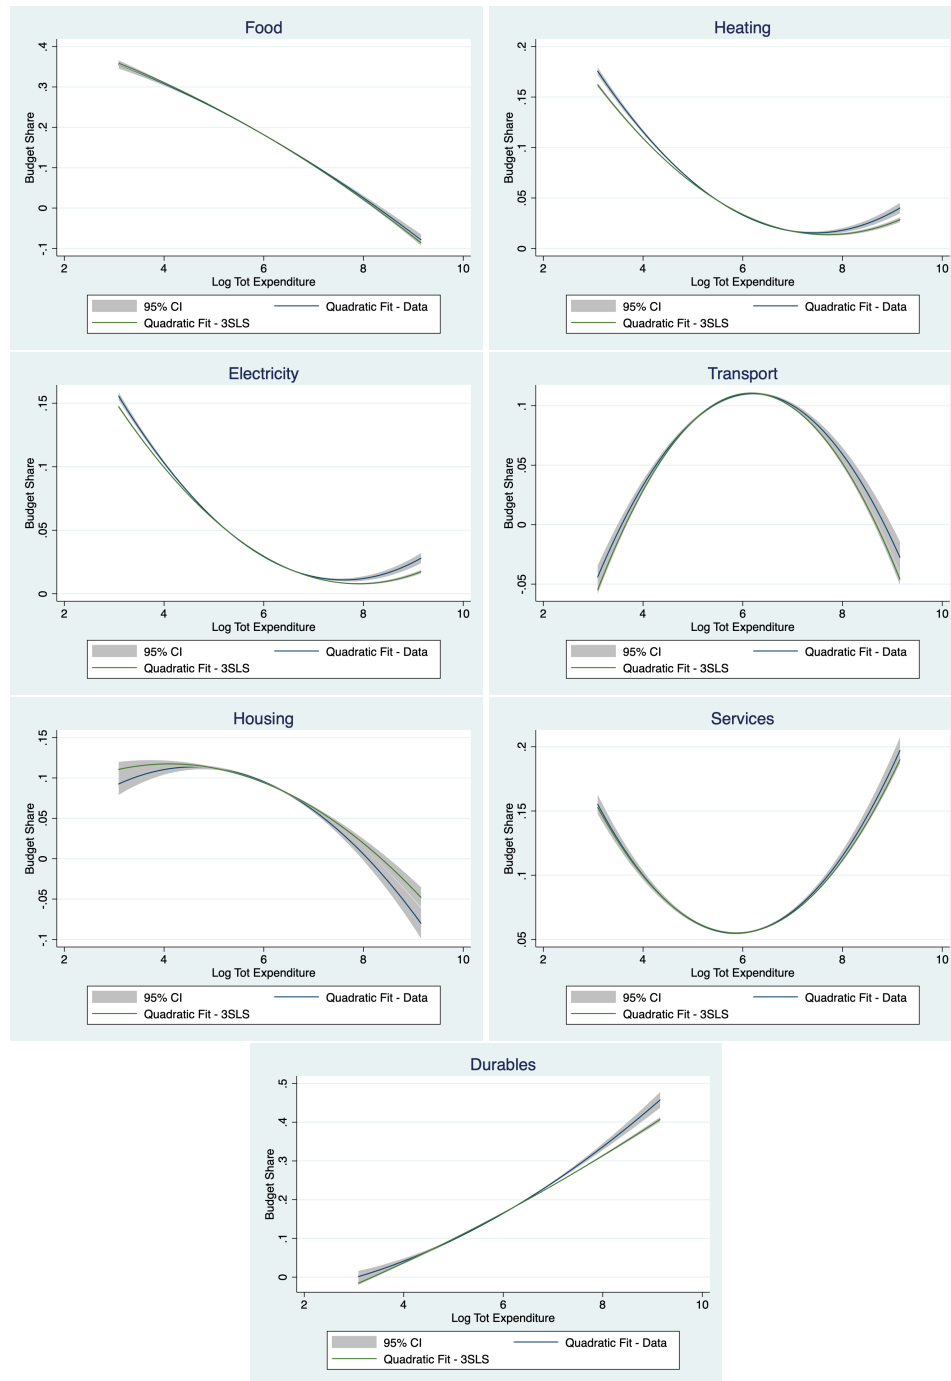 Food
Budget Share
.4
.3
.2
.1
0
-.1
2 4 6 8 10
Log Tot Expenditure
95% CI Quadratic Fit - Data
Quadratic Fit - 3SLS
Heating
Budget Share
.2
.15
.1
.05
0
2 4 6 8 10
Log Tot Expenditure
95% CI Quadratic Fit - Data
Quadratic Fit - 3SLS
Electricity
Budget Share
.15
.1
.05
0
2 4 6 8 10
Log Tot Expenditure
95% CI Quadratic Fit - Data
Quadratic Fit - 3SLS
Transport
Budget Share
.1
.05
0
-.05
2 4 6 8 10
Log Tot Expenditure
95% CI Quadratic Fit - Data
Quadratic Fit - 3SLS
Housing
Budget Share
.15
.1
.05
0
-.05
-.1
2 4 6 8 10
Log Tot Expenditure
95% CI Quadratic Fit - Data
Quadratic Fit - 3SLS
Services
Budget Share
.2
.15
.1
.05
2 4 6 8 10
Log Tot Expenditure
95% CI Quadratic Fit - Data
Quadratic Fit - 3SLS
Durables
Budget Share
.5
.4
.3
.2
.1
0
2 4 6 8 10
Log Tot Expenditure
95% CI Quadratic Fit - Data
Quadratic Fit - 3SLS